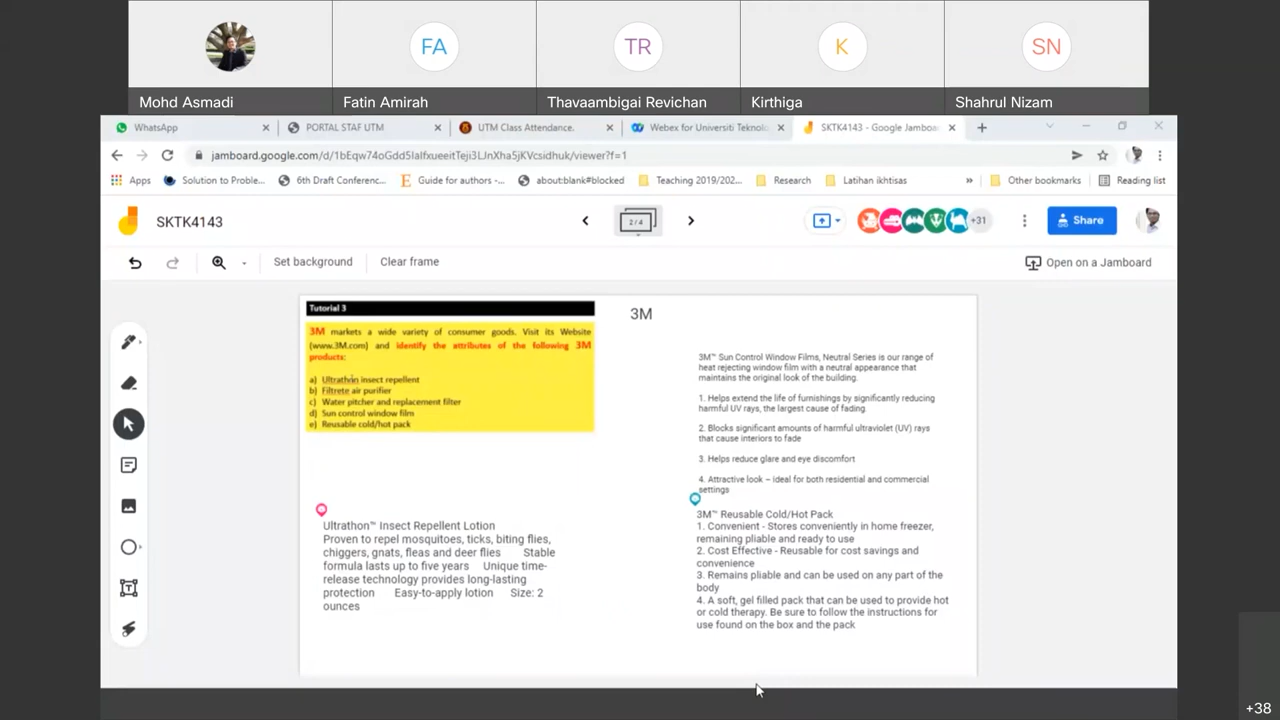 FA
TR
K
SN
Mohd Asmadi
Fatin Amirah
Thavaambigai Revichan
Kirthiga
Shahrul Nizam
WhatsApp
PORTAL STAF UTM
UTM Class Attendance.
Webex for Universiti Teknolo
SKTK4143 - Google Jamboa
Apps
Solution to Proble...
6th Draft Conferenc...
Guide for authors -...
about:blank#blocked
Teaching 2019/202...
Research
Latihan ikhtisas
»
Other bookmarks
Reading list
SKTK4143
2 / 4
+31
Share
Set background
Clear frame
Open on a Jamboard
Tutorial 3
3M markets a wide variety of consumer goods. Visit its Website
(www.3M.com) and identify the attributes of the following 3M
products:
a) Ultrathon insect repellent
b) Filtrete air purifier
c) Water pitcher and replacement filter
d) Sun control window film
e) Reusable cold/hot pack
3M
3M™ Sun Control Window Films, Neutral Series is our range of
heat rejecting window film with a neutral appearance that
maintains the original look of the building.
1. Helps extend the life of furnishings by significantly reducing
harmful UV rays, the largest cause of fading.
2. Blocks significant amounts of harmful ultraviolet (UV) rays
that cause interiors to fade
3. Helps reduce glare and eye discomfort
4. Attractive look – ideal for both residential and commercial
settings
Ultrathon™ Insect Repellent Lotion
Proven to repel mosquitoes, ticks, biting flies,
chiggers, gnats, fleas and deer flies Stable
formula lasts up to five years Unique time-
release technology provides long-lasting
protection Easy-to-apply lotion Size: 2
ounces
3M™ Reusable Cold/Hot Pack
1. Convenient - Stores conveniently in home freezer,
remaining pliable and ready to use
2. Cost Effective - Reusable for cost savings and
convenience
3. Remains pliable and can be used on any part of the
body
4. A soft, gel filled pack that can be used to provide hot
or cold therapy. Be sure to follow the instructions for
use found on the box and the pack
+38